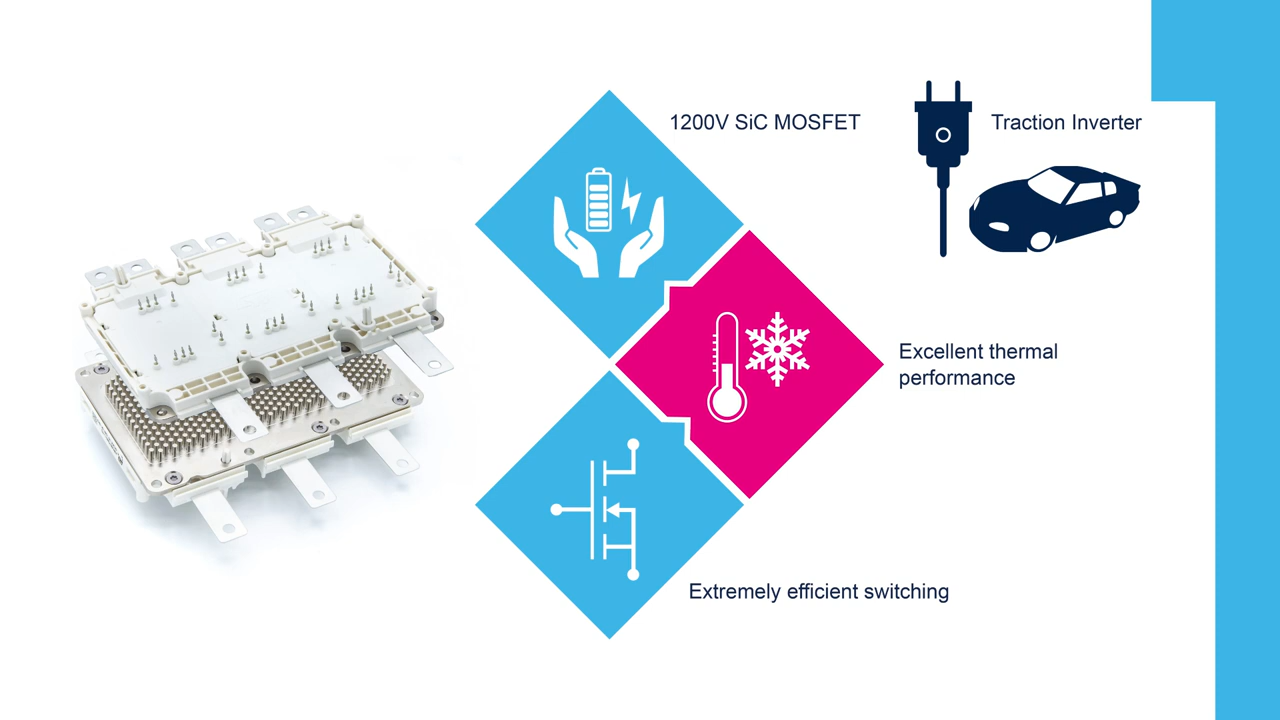 1200V SiC MOSFET
Traction Inverter
Excellent thermal
performance
Extremely efficient switching